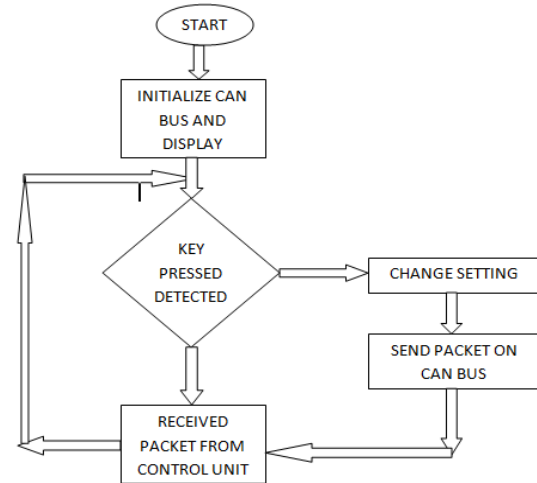 START
INITIALIZE CAN
BUS AND
DISPLAY
KEY
PRESSED
DETECTED
CHANGE SETTING
SEND PACKET ON
CAN BUS
RECEIVED
PACKET FROM
CONTROL UNIT